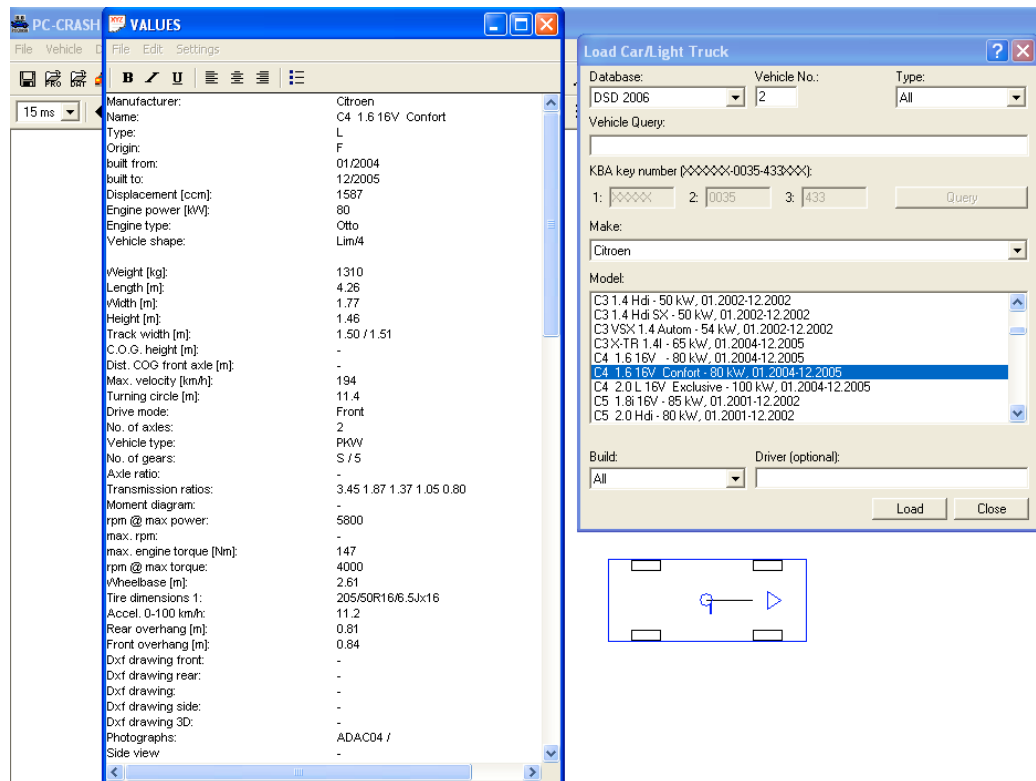 PC-CRASH
File Vehicle D
15 ms
VALUES
File Edit Settings
B I U
Manufacturer: Citroen
Name: C4 1.6 16V Confort
Type: L
Origin: F
built from: 01/2004
built to: 12/2005
Displacement [ccm]: 1587
Engine power [kW]: 80
Engine type: Otto
Vehicle shape: Lim/4
Weight [kg]: 1310
Length [m]: 4.26
Width [m]: 1.77
Height [m]: 1.46
Track width [m]: 1.50 / 1.51
C.O.G. height [m]: -
Dist. COG front axle [m]: -
Max. velocity [km/h]: 194
Turning circle [m]: 11.4
Drive mode: Front
No. of axles: 2
Vehicle type: PKW
No. of gears: S / 5
Axle ratio: -
Transmission ratios: 3.45 1.87 1.37 1.05 0.80
Moment diagram: -
rpm @ max power: 5800
max. rpm: -
max. engine torque [Nm]: 147
rpm @ max torque: 4000
Wheelbase [m]: 2.61
Tire dimensions 1: 205/50R16/6.5Jx16
Accel. 0-100 km/h: 11.2
Rear overhang [m]: 0.81
Front overhang [m]: 0.84
Dxf drawing front: -
Dxf drawing rear: -
Dxf drawing: -
Dxf drawing side: -
Dxf drawing 3D: -
Photographs: ADAC04 /
Side view -
Load Car/Light Truck
Database: Vehicle No.: Type:
DSD 2006 2 All
Vehicle Query:
KBA key number (XXXXXX-0035-433XXX):
1: XXXXX 2: 0035 3: 433 Query
Make:
Citroen
Model:
C3 1.4 Hdi - 50 kW, 01.2002-12.2002
C3 1.4 Hdi SX - 50 kW, 01.2002-12.2002
C3 VSX 1.4 Autom - 54 kW, 01.2002-12.2002
C3 X-TR 1.4I - 65 kW, 01.2004-12.2005
C4 1.6 16V - 80 kW, 01.2004-12.2005
C4 1.6 16V Confort - 80 kW, 01.2004-12.2005
C4 2.0 L 16V Exclusive - 100 kW, 01.2004-12.2005
C5 1.8i 16V - 85 kW, 01.2001-12.2002
C5 2.0 Hdi - 80 kW, 01.2001-12.2002
Build: Driver (optional):
All
Load Close